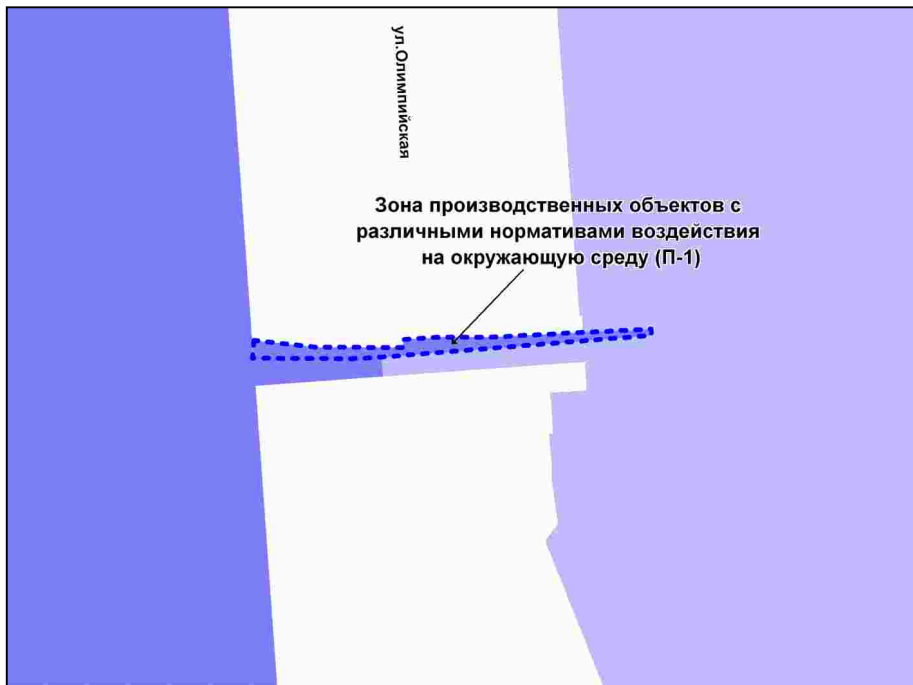 ул.Олимпийская
Зона производственных объектов с
различными нормативами воздействия
на окружающую среду (П-1)